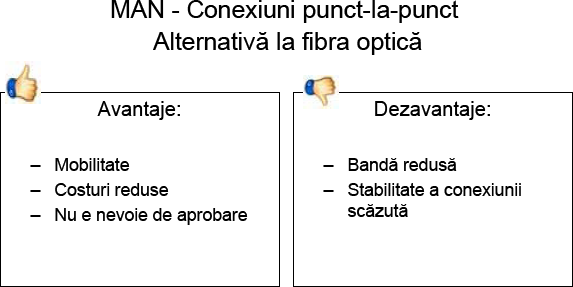 MAN - Conexiuni punct-la-punct
Alternativă la fibra optică
Avantaje:
– Mobilitate
– Costuri reduse
– Nu e nevoie de aprobare
Dezavantaje:
– Bandă redusă
– Stabilitate a conexiunii
scăzută